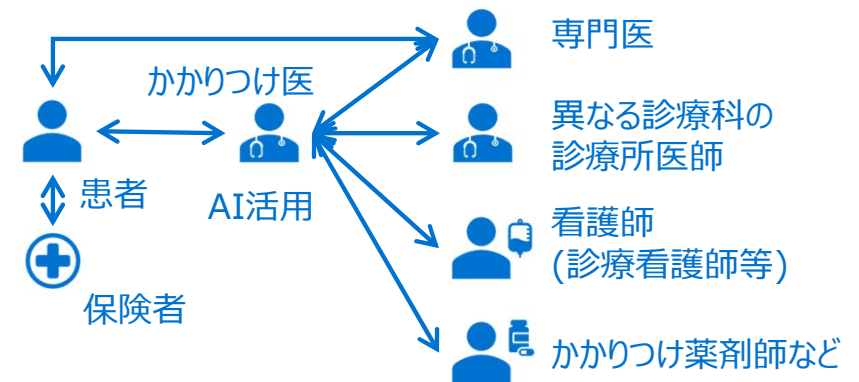 専門医
かかりつけ医
異なる診療科の
診療所医師
患者
AI活用
看護師
(診療看護師等)
保険者
かかりつけ薬剤師など